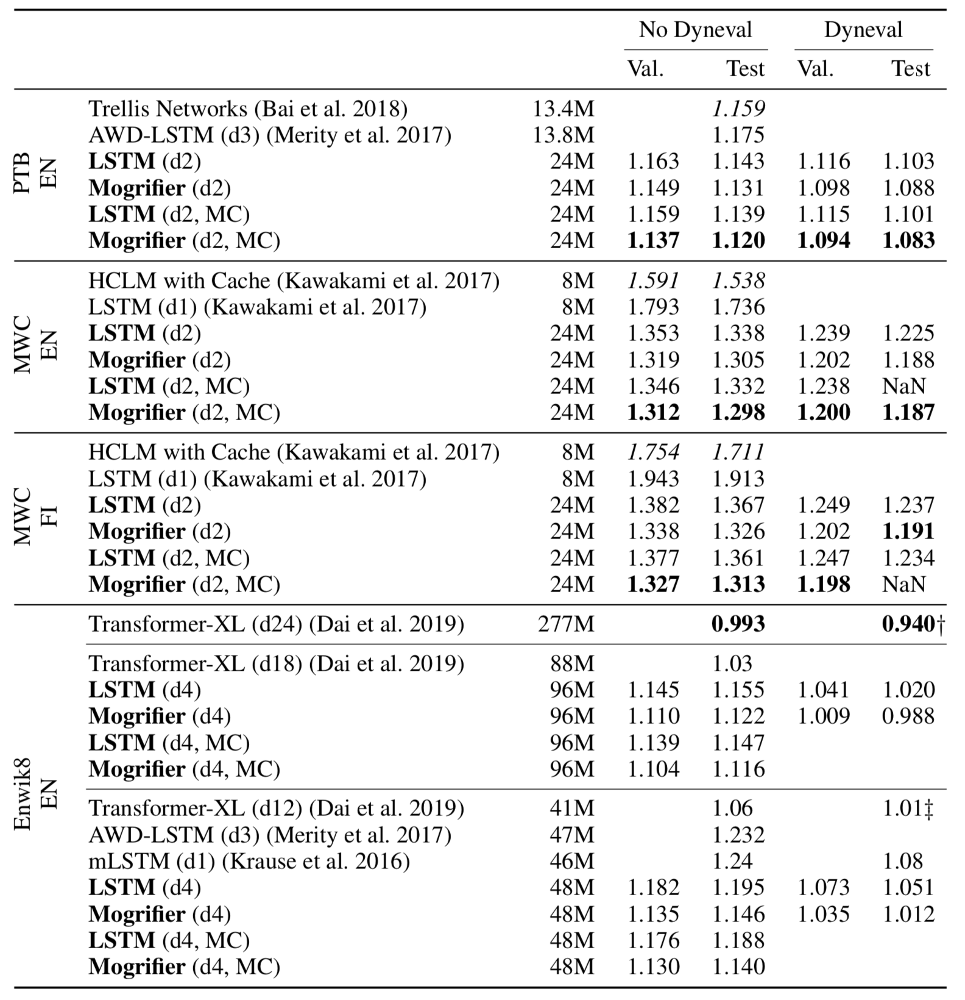 No Dyneval Dyneval
Val. Test Val. Test
PTB
EN
Trellis Networks (Bai et al. 2018) 13.4M 1.159
AWD-LSTM (d3) (Merity et al. 2017) 13.8M 1.175
LSTM (d2) 24M 1.163 1.143 1.116 1.103
Mogrifier (d2) 24M 1.149 1.131 1.098 1.088
LSTM (d2, MC) 24M 1.159 1.139 1.115 1.101
Mogrifier (d2, MC) 24M 1.137 1.120 1.094 1.083
MWC
EN
HCLM with Cache (Kawakami et al. 2017) 8M 1.591 1.538
LSTM (d1) (Kawakami et al. 2017) 8M 1.793 1.736
LSTM (d2) 24M 1.353 1.338 1.239 1.225
Mogrifier (d2) 24M 1.319 1.305 1.202 1.188
LSTM (d2, MC) 24M 1.346 1.332 1.238 NaN
Mogrifier (d2, MC) 24M 1.312 1.298 1.200 1.187
MWC
FI
HCLM with Cache (Kawakami et al. 2017) 8M 1.754 1.711
LSTM (d1) (Kawakami et al. 2017) 8M 1.943 1.913
LSTM (d2) 24M 1.382 1.367 1.249 1.237
Mogrifier (d2) 24M 1.338 1.326 1.202 1.191
LSTM (d2, MC) 24M 1.377 1.361 1.247 1.234
Mogrifier (d2, MC) 24M 1.327 1.313 1.198 NaN
Enwik8
EN
Transformer-XL (d24) (Dai et al. 2019) 277M 0.993 0.940†
Transformer-XL (d18) (Dai et al. 2019) 88M 1.03
LSTM (d4) 96M 1.145 1.155 1.041 1.020
Mogrifier (d4) 96M 1.110 1.122 1.009 0.988
LSTM (d4, MC) 96M 1.139 1.147
Mogrifier (d4, MC) 96M 1.104 1.116
Transformer-XL (d12) (Dai et al. 2019) 41M 1.06 1.01‡
AWD-LSTM (d3) (Merity et al. 2017) 47M 1.232
mLSTM (d1) (Krause et al. 2016) 46M 1.24 1.08
LSTM (d4) 48M 1.182 1.195 1.073 1.051
Mogrifier (d4) 48M 1.135 1.146 1.035 1.012
LSTM (d4, MC) 48M 1.176 1.188
Mogrifier (d4, MC) 48M 1.130 1.140